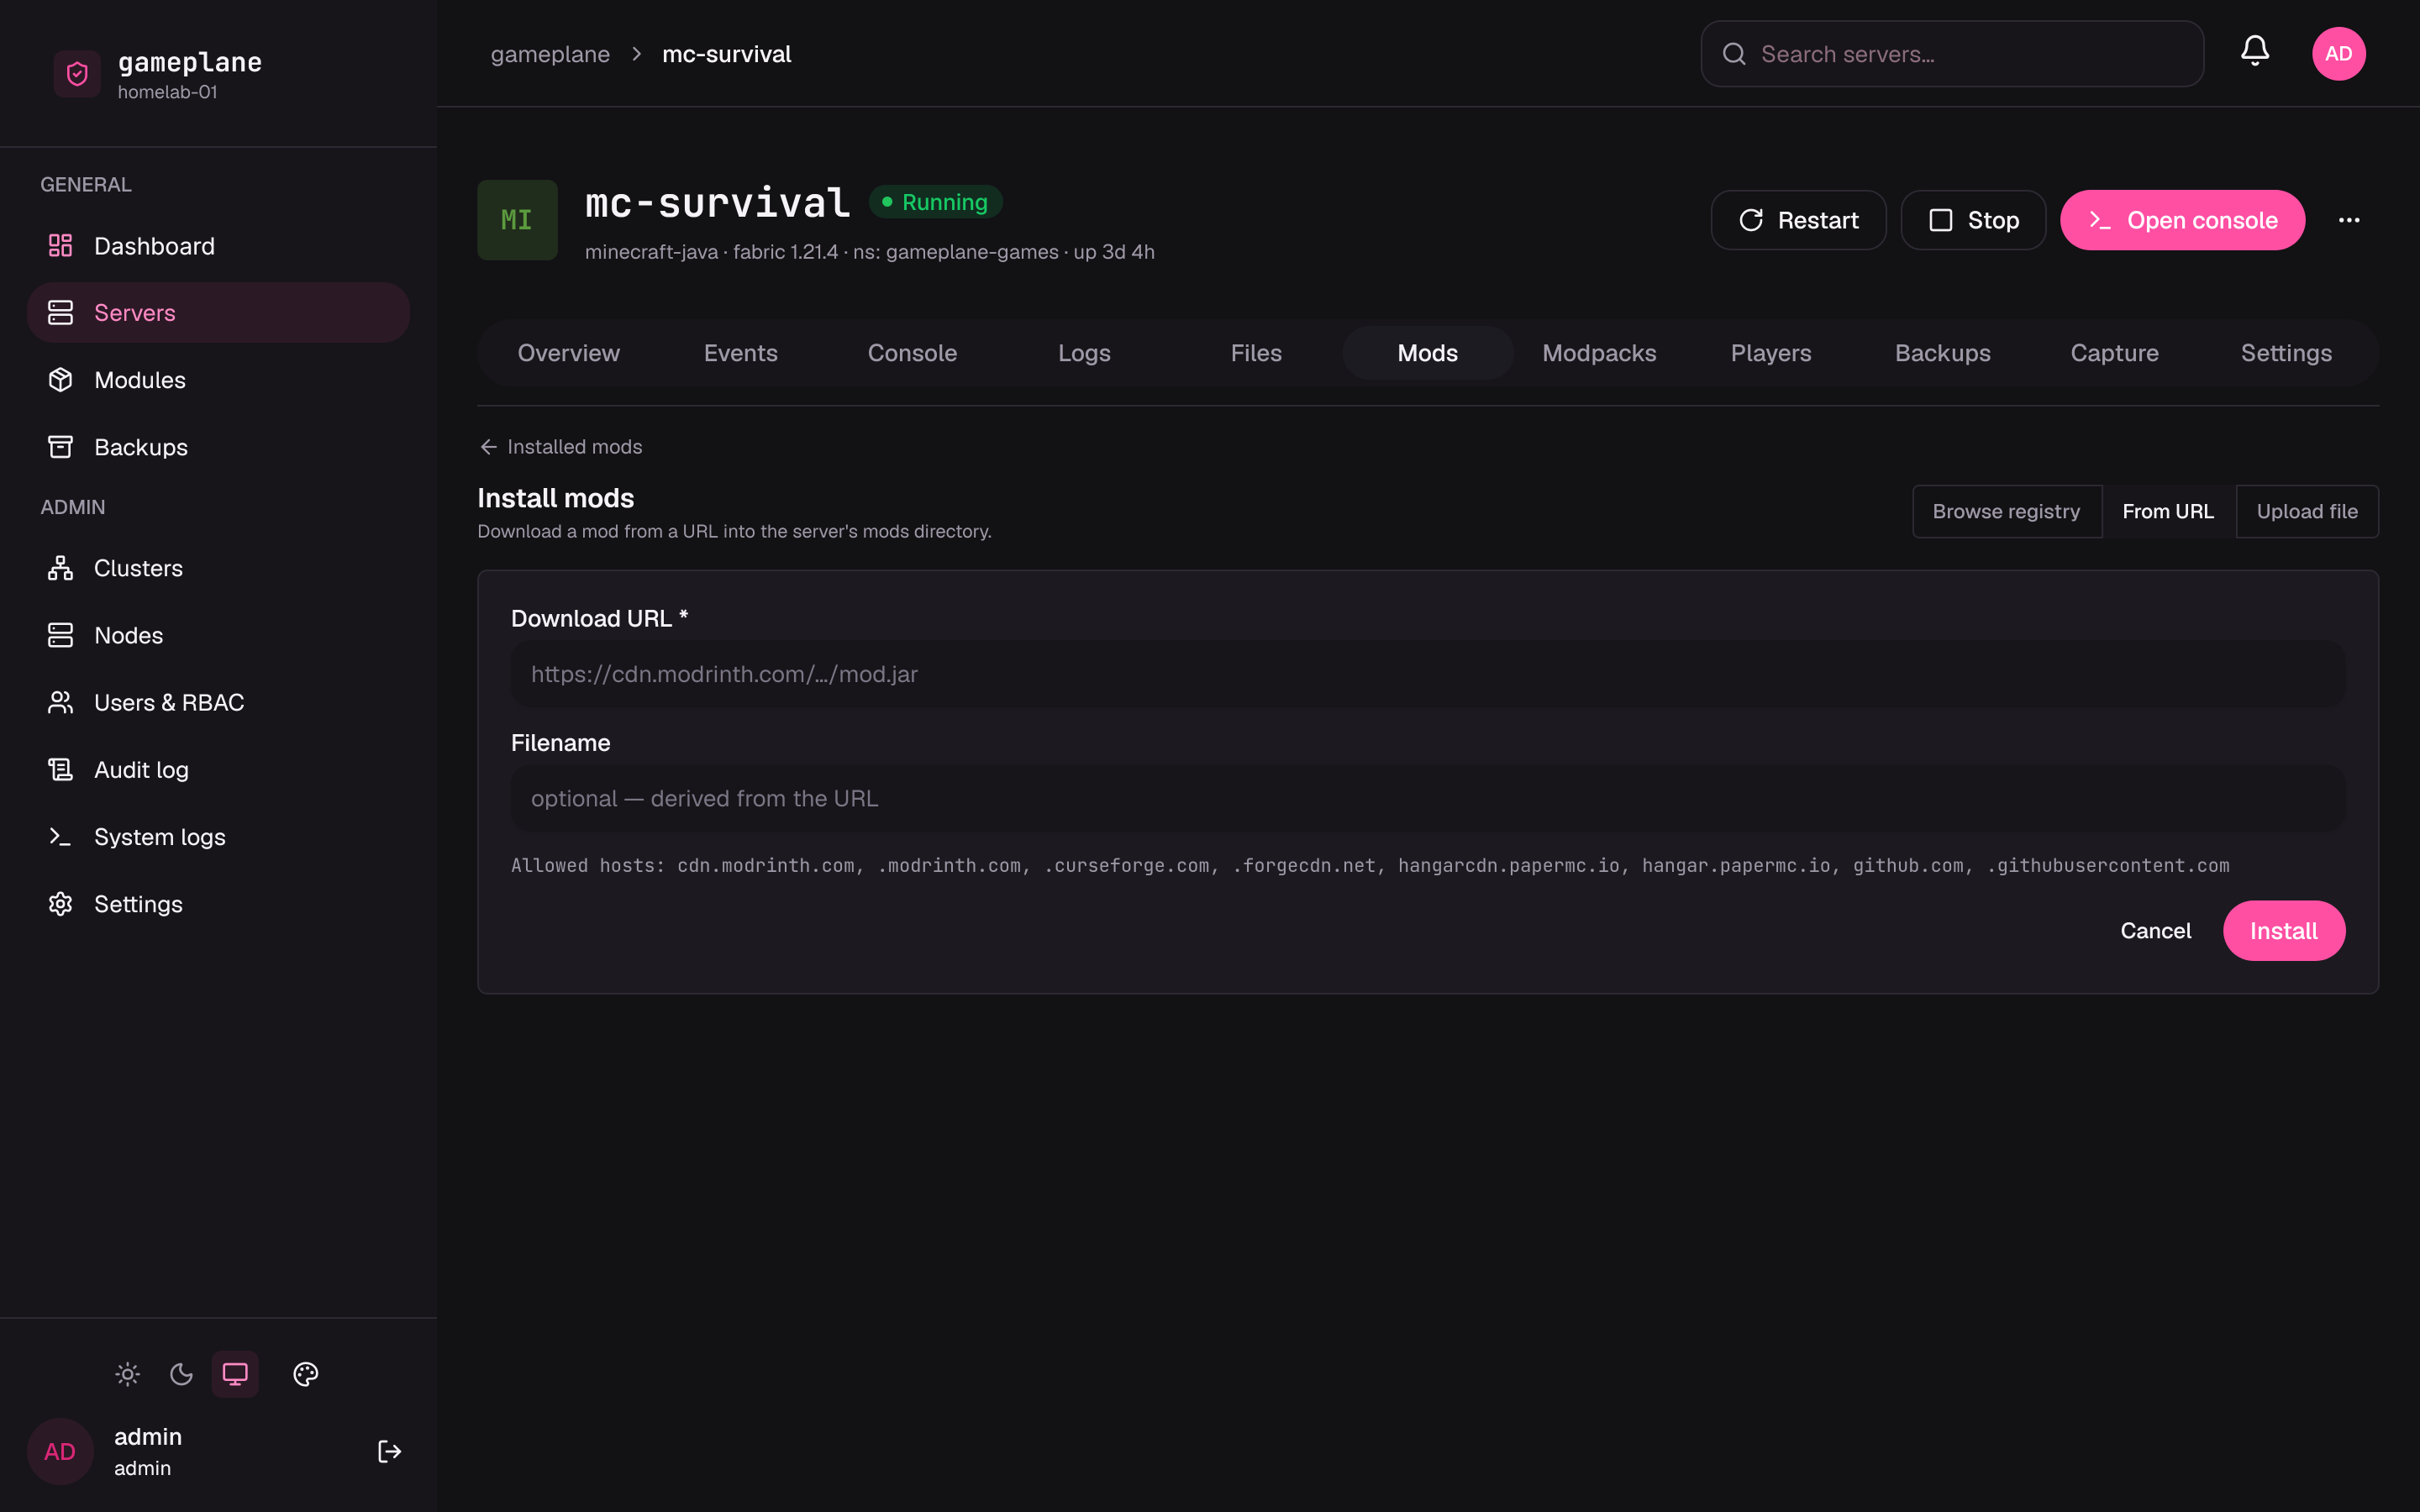 gameplane
homelab-01
GENERAL
Dashboard
Servers
Modules
Backups
ADMIN
Clusters
Nodes
Users & RBAC
Audit log
System logs
Settings
AD
admin
admin
gameplane > mc-survival
Search servers...
AD
MI
mc-survival
Running
minecraft-java · fabric 1.21.4 · ns: gameplane-games · up 3d 4h
Restart
Stop
Open console
Overview
Events
Console
Logs
Files
Mods
Modpacks
Players
Backups
Capture
Settings
Installed mods
Install mods
Download a mod from a URL into the server's mods directory.
Browse registry
From URL
Upload file
Download URL *
https://cdn.modrinth.com/.../mod.jar
Filename
optional — derived from the URL
Allowed hosts: cdn.modrinth.com, .modrinth.com, .curseforge.com, .forgecdn.net, hangarcdn.papermc.io, hangar.papermc.io, github.com, .githubusercontent.com
Cancel
Install